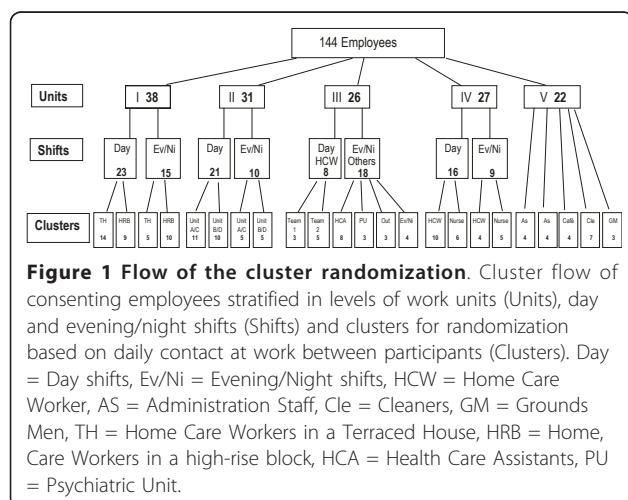 144 Employees
Units
I 38
II 31
III 26
IV 27
V 22
Shifts
Day
23
Ev/Ni
15
Day
21
Ev/Ni
10
Day
HCW
8
Ev/Ni
Others
18
Day
16
Ev/Ni
9
Clusters
TH
14
HRB
9
TH
5
HRB
10
Unit
A/C
11
Unit
B/D
10
Unit
A/C
5
Unit
B/D
5
Team
1
3
Team
2
5
HCA
8
PU
3
Out
3
Ev/Ni
4
HCW
10
Nurse
6
HCW
4
Nurse
5
As
4
As
4
Café
4
Cle
7
GM
3
Figure 1 Flow of the cluster randomization. Cluster flow of
consenting employees stratified in levels of work units (Units), day
and evening/night shifts (Shifts) and clusters for randomization
based on daily contact at work between participants (Clusters). Day
= Day shifts, Ev/Ni = Evening/Night shifts, HCW = Home Care
Worker, AS = Administration Staff, Cle = Cleaners, GM = Grounds
Men, TH = Home Care Workers in a Terraced House, HRB = Home,
Care Workers in a high-rise block, HCA = Health Care Assistants, PU
= Psychiatric Unit.